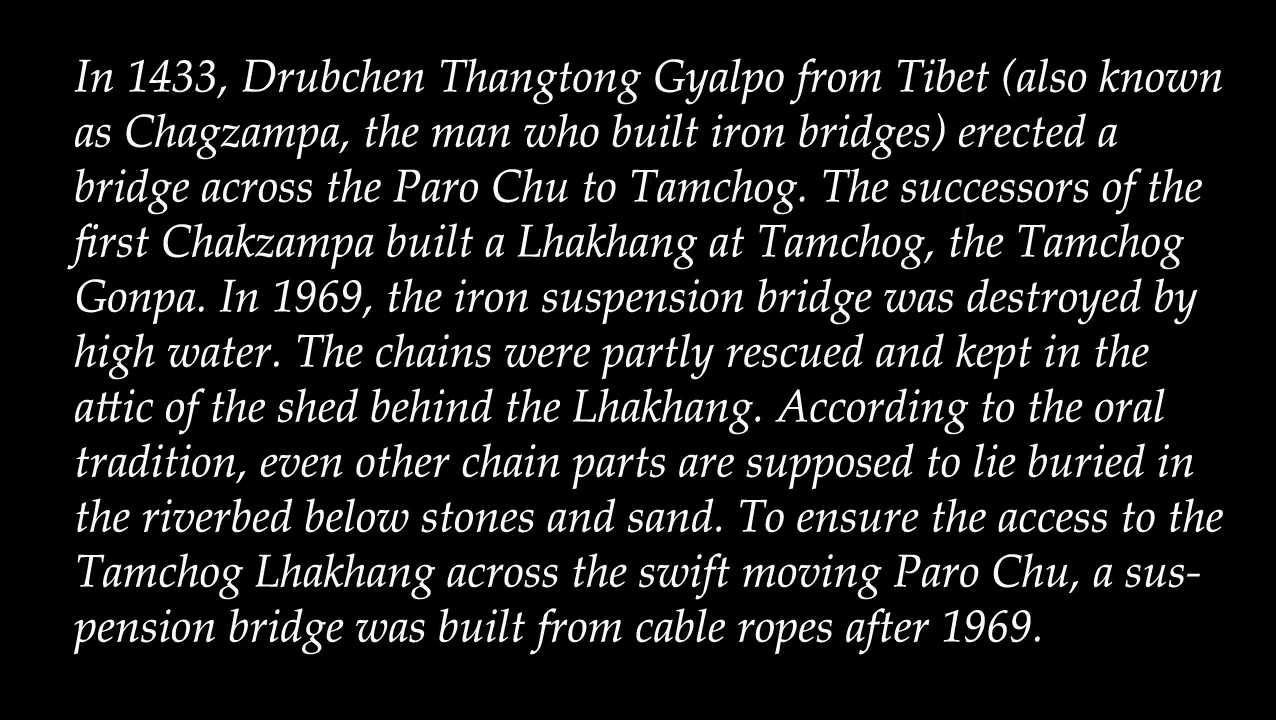 In 1433, Drubchen Thangtong Gyalpo from Tibet (also known
as Chagzampa, the man who built iron bridges) erected a
bridge across the Paro Chu to Tamchog. The successors of the
first Chakzampa built a Lhakhang at Tamchog, the Tamchog
Gonpa. In 1969, the iron suspension bridge was destroyed by
high water. The chains were partly rescued and kept in the
attic of the shed behind the Lhakhang. According to the oral
tradition, even other chain parts are supposed to lie buried in
the riverbed below stones and sand. To ensure the access to the
Tamchog Lhakhang across the swift moving Paro Chu, a sus-
pension bridge was built from cable ropes after 1969.